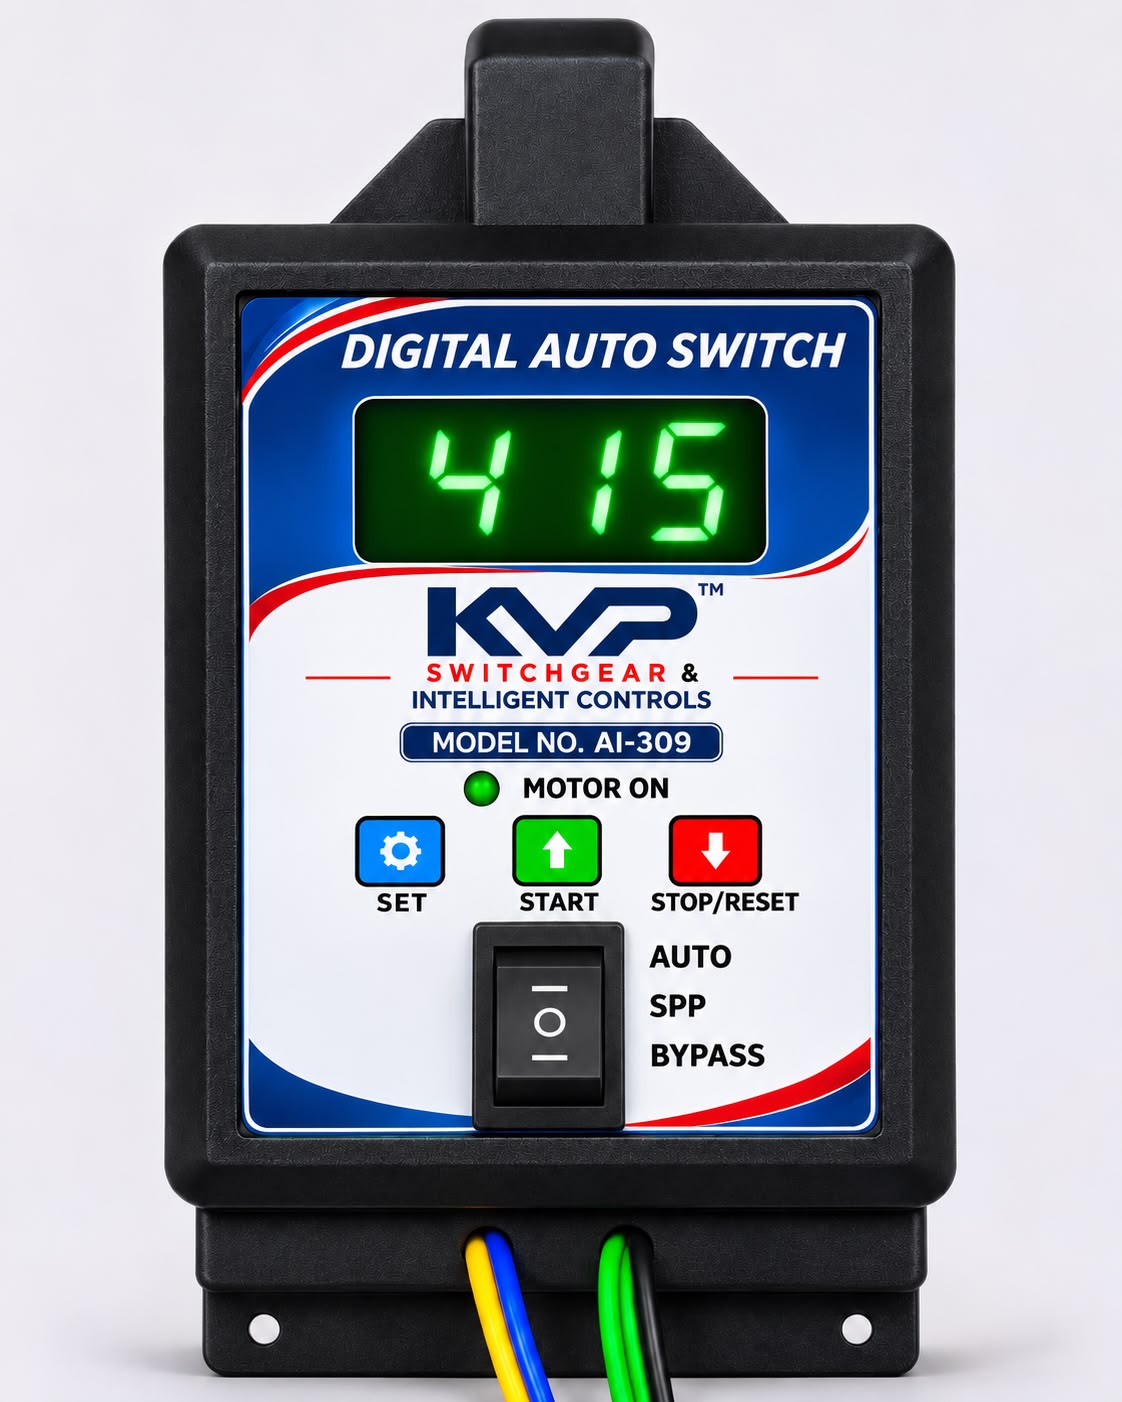 DIGITAL AUTO SWITCH
415
KVP™
SWITCHGEAR &
INTELLIGENT CONTROLS
MODEL NO. AI-309
MOTOR ON
SET START STOP/RESET
AUTO
SPP
BYPASS